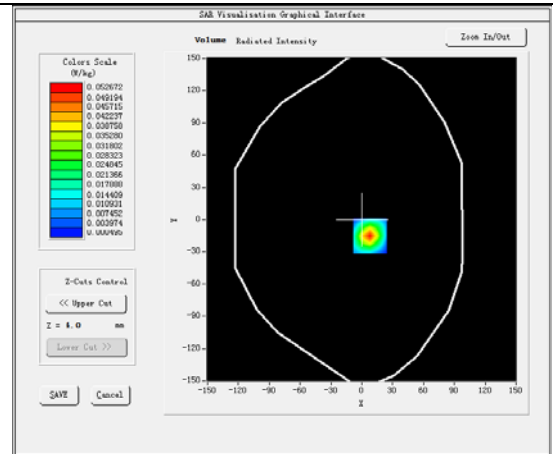 SAR Visualisation Graphical Interface
Volume Radiated Intensity
Zoom In/Out
Colors Scale
(W/kg)
0.052672
0.049194
0.045715
0.042237
0.038758
0.035280
0.031802
0.028323
0.024845
0.021366
0.017888
0.014409
0.010931
0.007452
0.003974
0.000495
150
120
90
60
30
0
-30
-60
-90
-120
-150
Y
-150 -120 -90 -60 -30 0 30 60 90 120 150
X
Z-Cuts Control
<< Upper Cut
Z = 4.0 mm
Lower Cut >>
SAVE Cancel